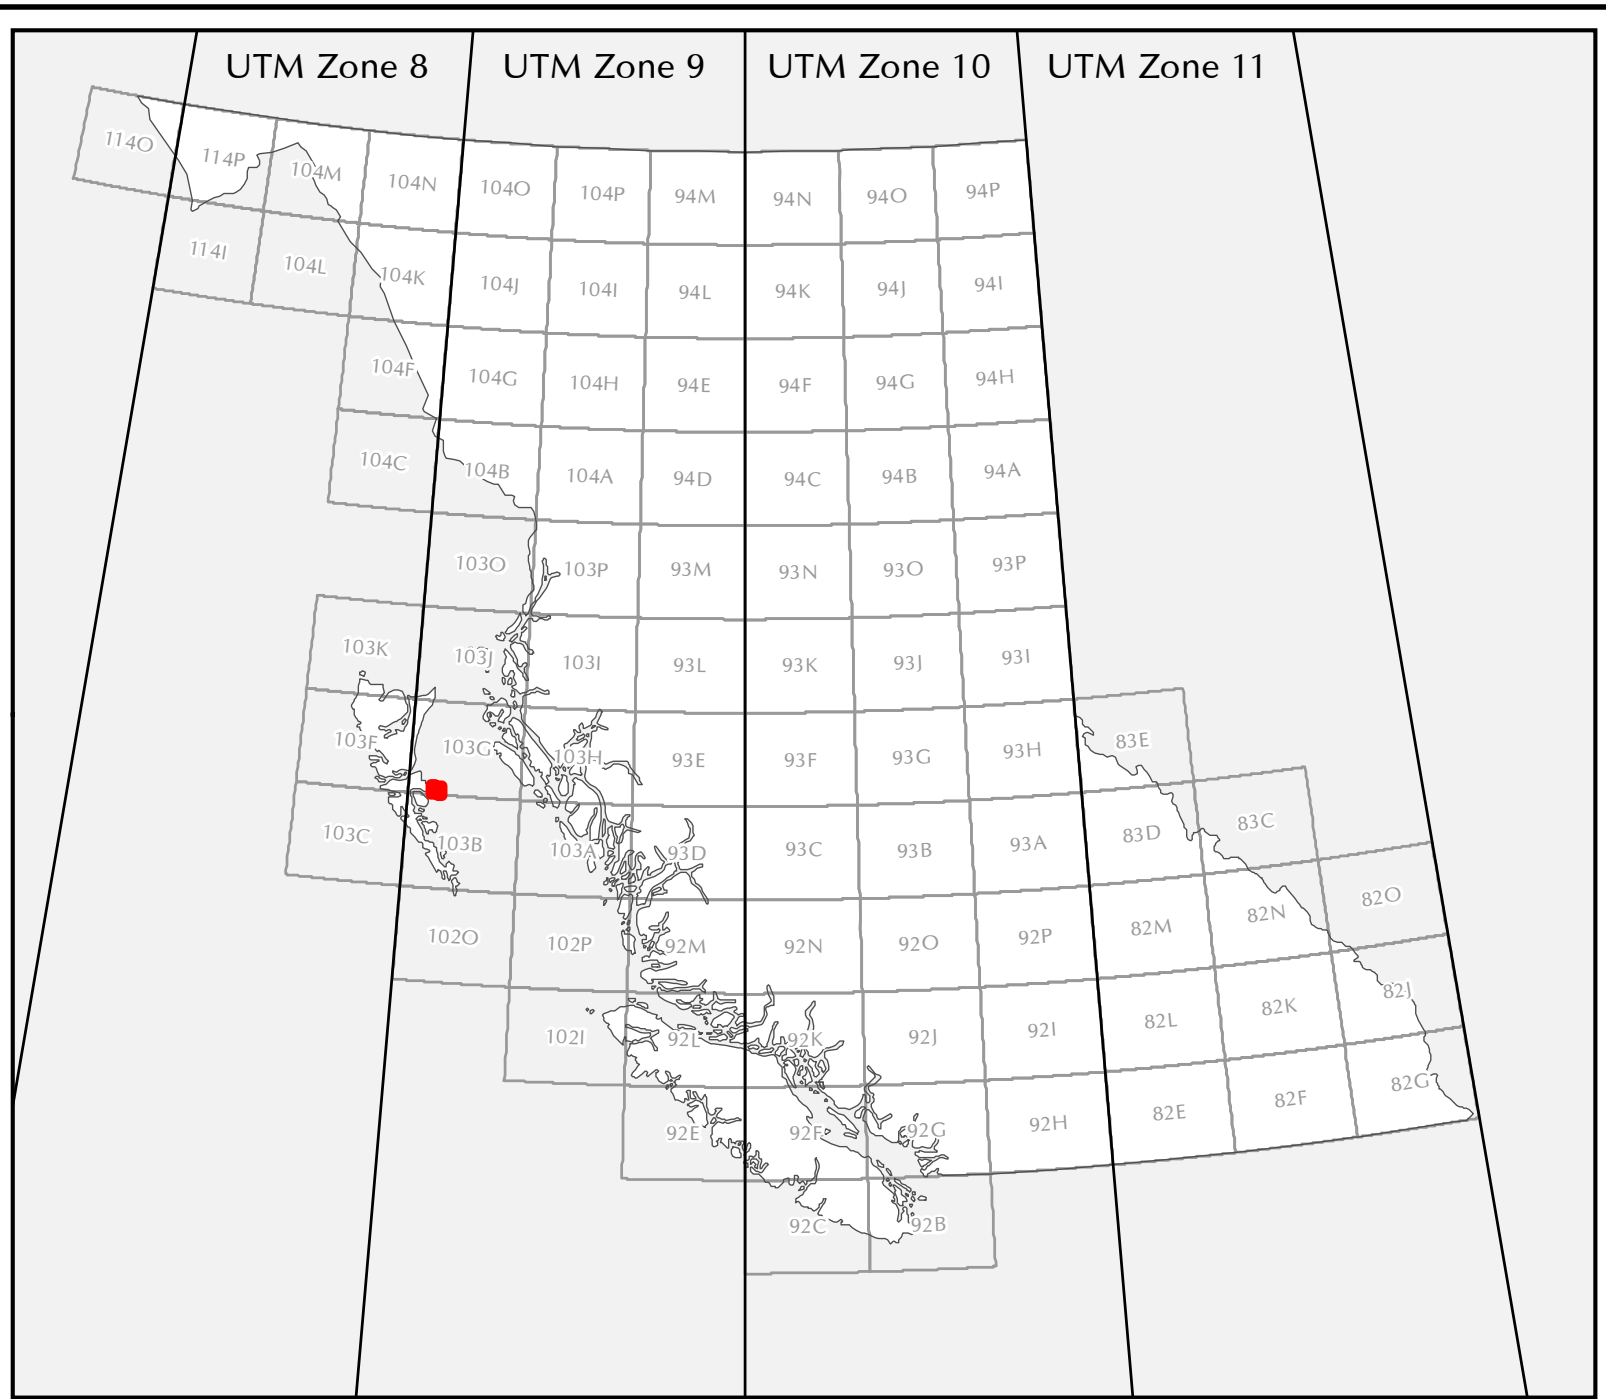 UTM Zone 8 UTM Zone 9 UTM Zone 10 UTM Zone 11
114O 114P 104M 104N 104O 104P 94M 94N 94O 94P
114I 104L 104K 104J 104I 94L 94K 94J 94I
104F 104G 104H 94E 94F 94G 94H
104C 104B 104A 94D 94C 94B 94A
103O 103P 93M 93N 93O 93P
103K 103J 103I 93L 93K 93J 93I
103F 103G 103H 93E 93F 93G 93H 83E
103C 103B 103A 93D 93C 93B 93A 83D 83C
102O 102P 92M 92N 92O 92P 82M 82N 82O
102I 92L 92K 92J 92I 82L 82K 82J
92E 92F 92G 92H 82E 82F 82G
92C 92B